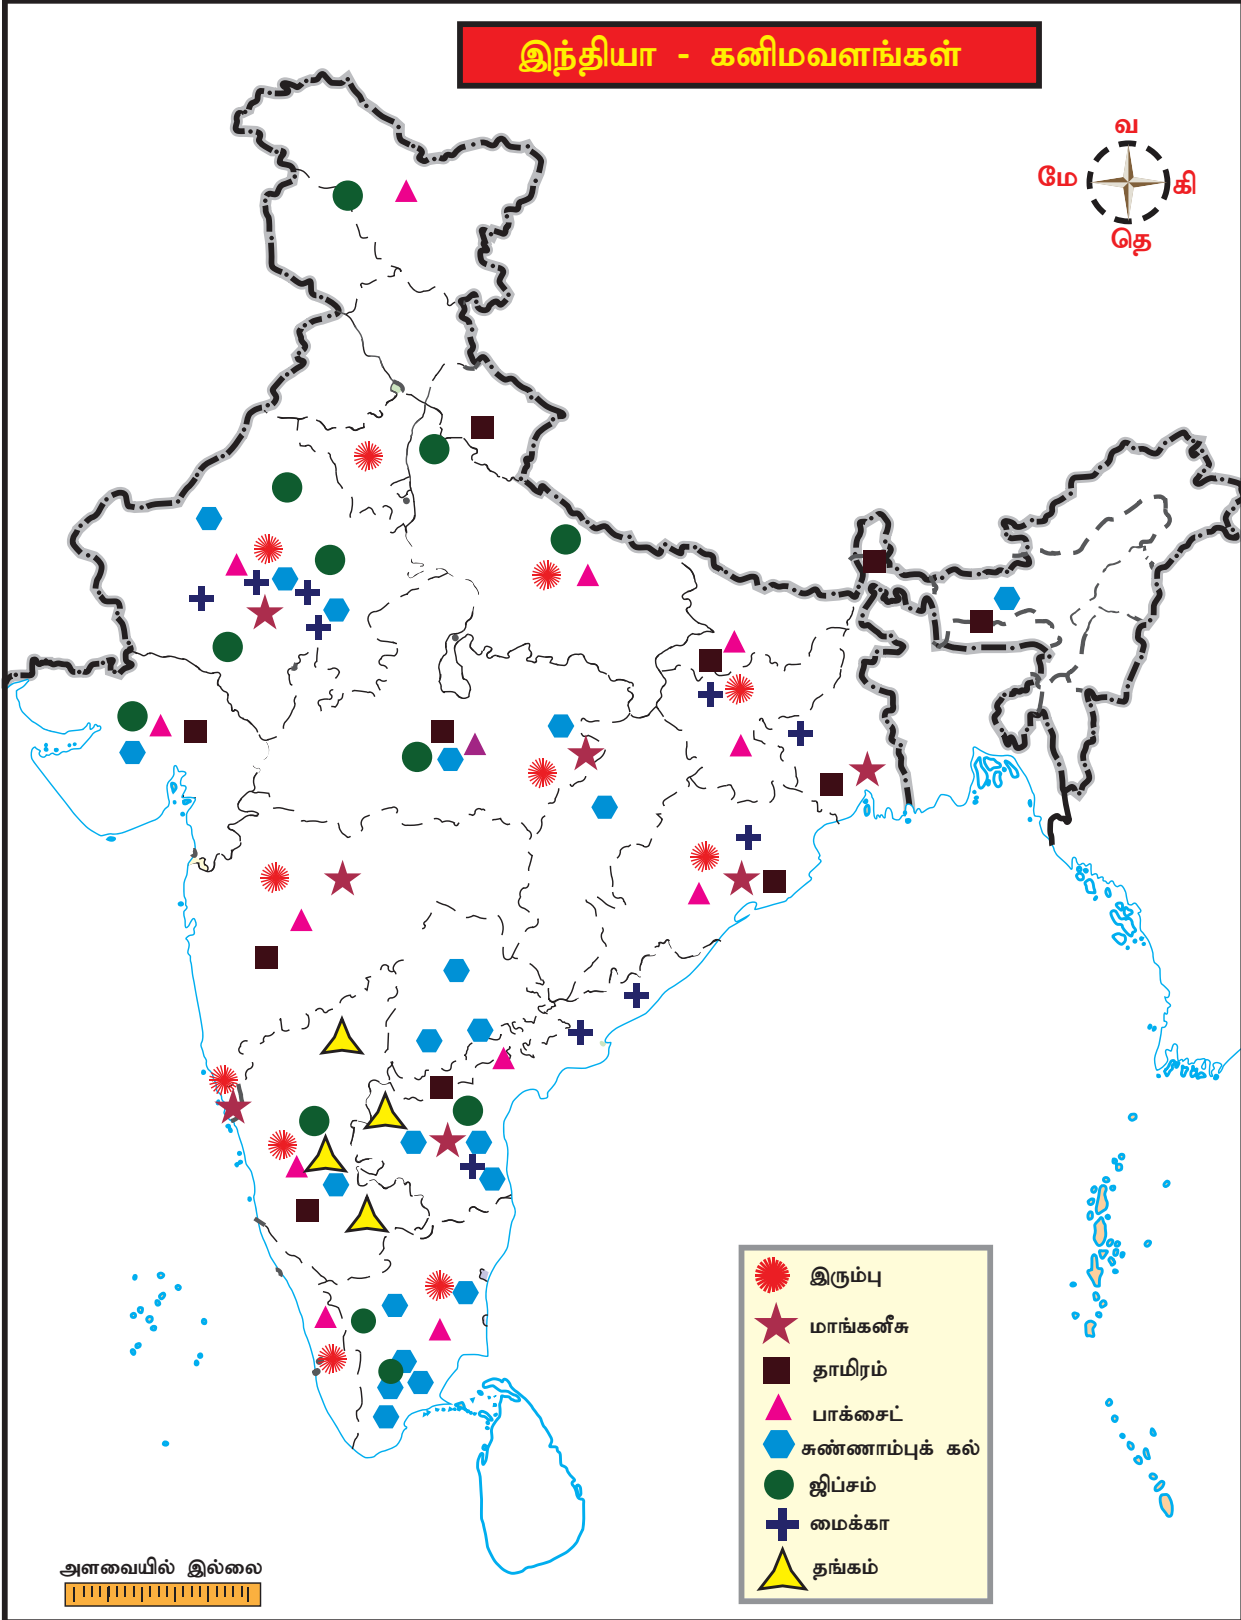 இந்தியா - கனிமவளங்கள்
வ
மே
கி
தெ
இரும்பு
மாங்கனீசு
தாமிரம்
பாக்சைட்
சுண்ணாம்புக் கல்
ஜிப்சம்
மைக்கா
தங்கம்
அளவையில் இல்லை